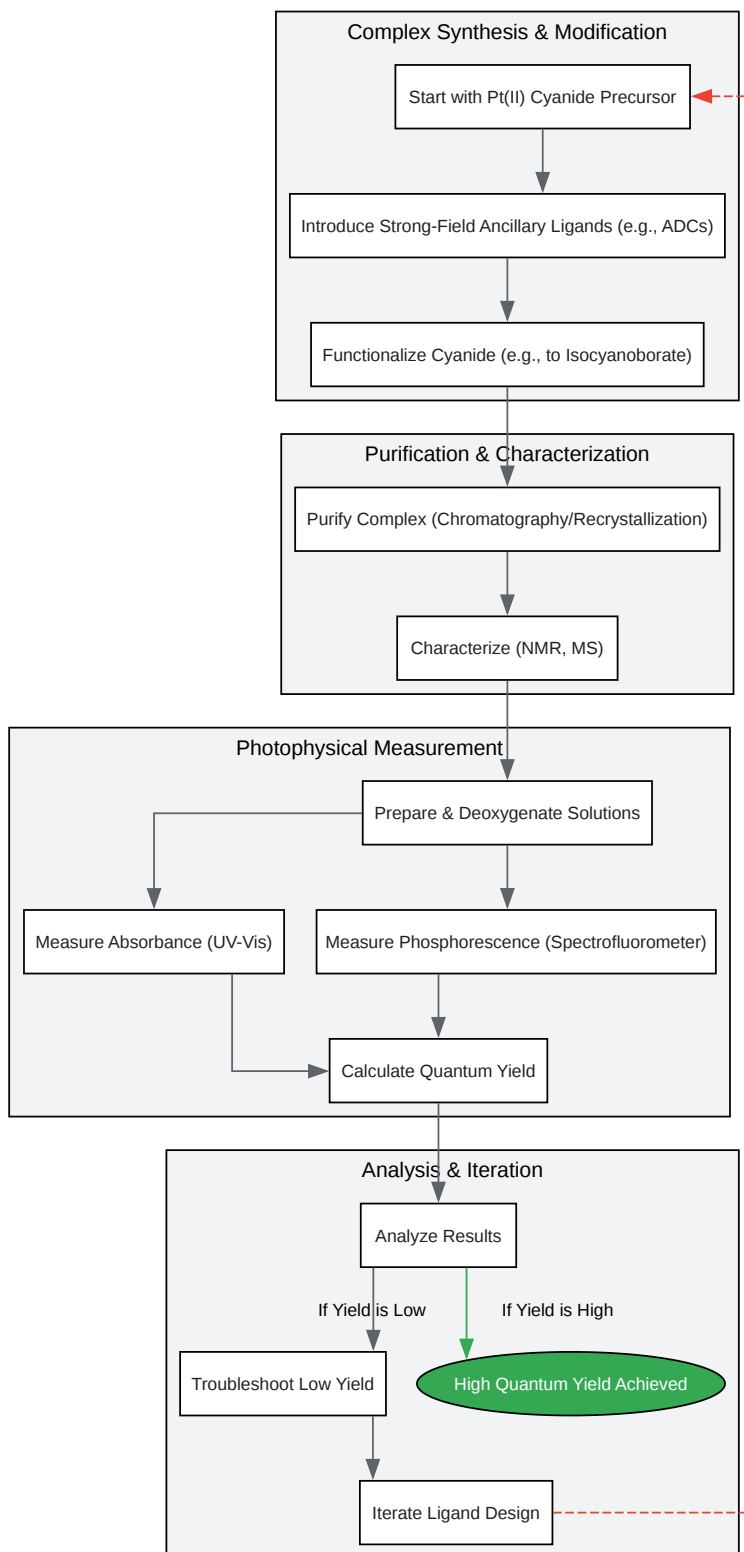 Complex Synthesis & Modification
Start with Pt(II) Cyanide Precursor
Introduce Strong-Field Ancillary Ligands (e.g., ADCs)
Functionalize Cyanide (e.g., to Isocyanoborate)
Purification & Characterization
Purify Complex (Chromatography/Recrystallization)
Characterize (NMR, MS)
Photophysical Measurement
Prepare & Deoxygenate Solutions
Measure Absorbance (UV-Vis)
Measure Phosphorescence (Spectrofluorometer)
Calculate Quantum Yield
Analysis & Iteration
Analyze Results
If Yield is Low
If Yield is High
Troubleshoot Low Yield
High Quantum Yield Achieved
Iterate Ligand Design